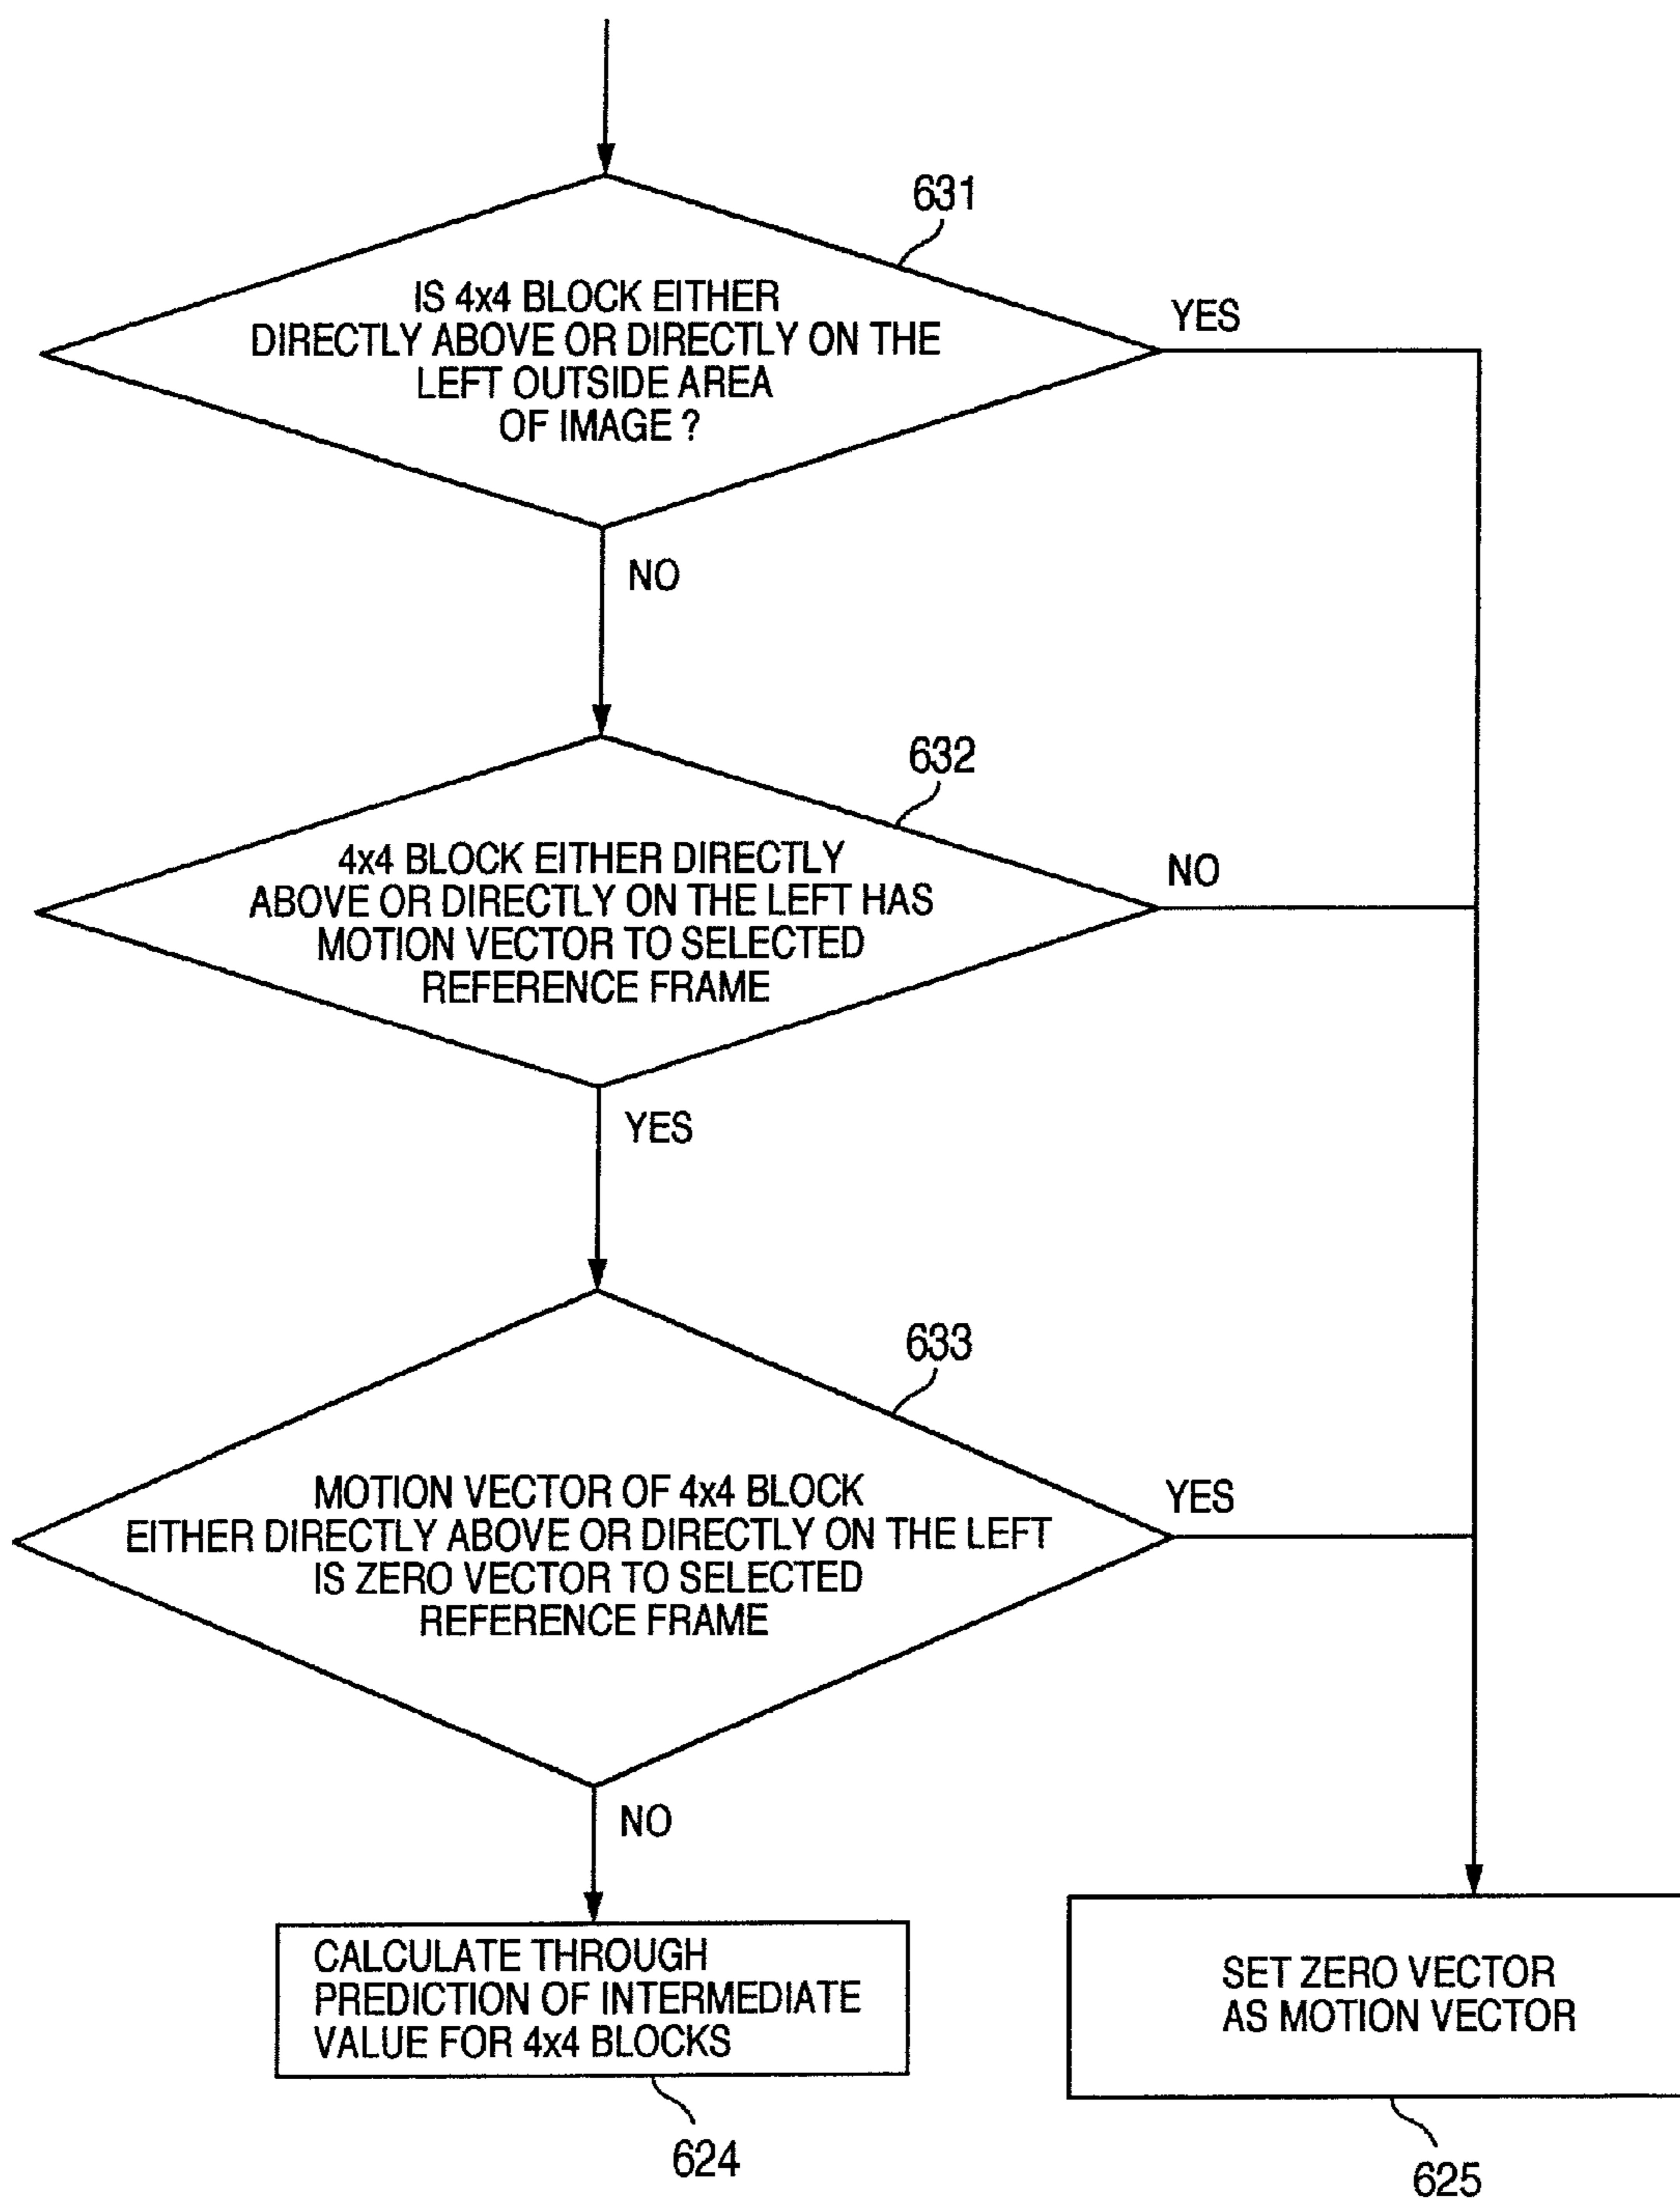 631
IS 4x4 BLOCK EITHER
DIRECTLY ABOVE OR DIRECTLY ON THE
LEFT OUTSIDE AREA
OF IMAGE ?
YES
NO
632
4x4 BLOCK EITHER DIRECTLY
ABOVE OR DIRECTLY ON THE LEFT HAS
MOTION VECTOR TO SELECTED
REFERENCE FRAME
NO
YES
633
MOTION VECTOR OF 4x4 BLOCK
EITHER DIRECTLY ABOVE OR DIRECTLY ON THE LEFT
IS ZERO VECTOR TO SELECTED
REFERENCE FRAME
YES
NO
CALCULATE THROUGH
PREDICTION OF INTERMEDIATE
VALUE FOR 4x4 BLOCKS
624
SET ZERO VECTOR
AS MOTION VECTOR
625